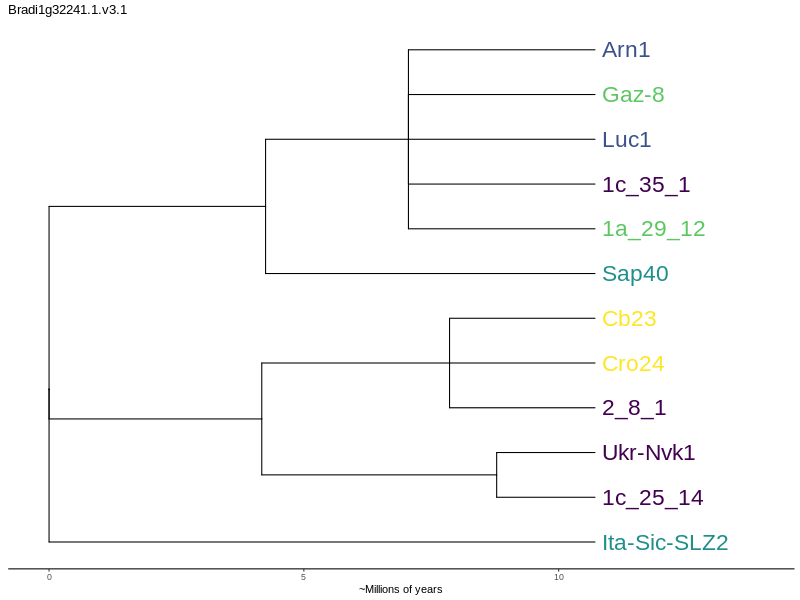 Bradi1g32241.1.v3.1
Arn1
Gaz-8
Luc1
1c_35_1
1a_29_12
Sap40
Cb23
Cro24
2_8_1
Ukr-Nvk1
1c_25_14
Ita-Sic-SLZ2
0 5 10
~Millions of years